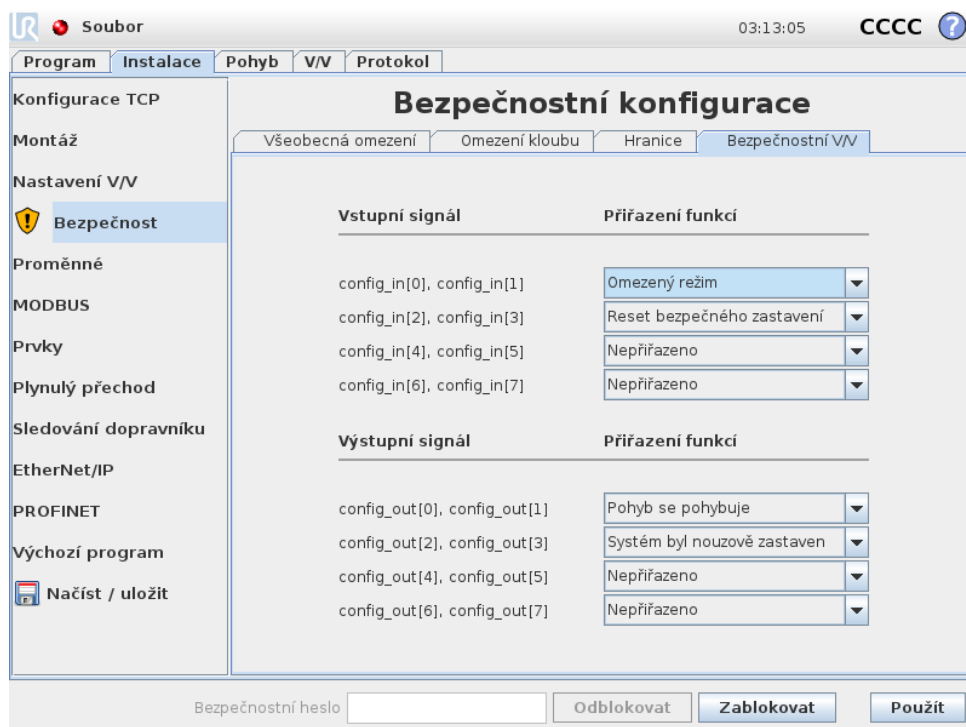 UR Soubor 03:13:05 CCCC ?
Program Instalace Pohyb V/V Protokol
Konfigurace TCP
Montáž
Nastavení V/V
Bezpečnost
Proměnné
MODBUS
Prvky
Plynulý přechod
Sledování dopravníku
EtherNet/IP
PROFINET
Výchozí program
Načíst / uložit
Bezpečnostní konfigurace
Všeobecná omezení Omezení kloubu Hranice Bezpečnostní V/V
Vstupní signál Přiřazení funkcí
config_in[0], config_in[1] Omezený režim
config_in[2], config_in[3] Reset bezpečného zastavení
config_in[4], config_in[5] Nepřiřazeno
config_in[6], config_in[7] Nepřiřazeno
Výstupní signál Přiřazení funkcí
config_out[0], config_out[1] Pohyb se pohybuje
config_out[2], config_out[3] Systém byl nouzově zastaven
config_out[4], config_out[5] Nepřiřazeno
config_out[6], config_out[7] Nepřiřazeno
Bezpečnostní heslo Odblokovat Zablokovat Použít